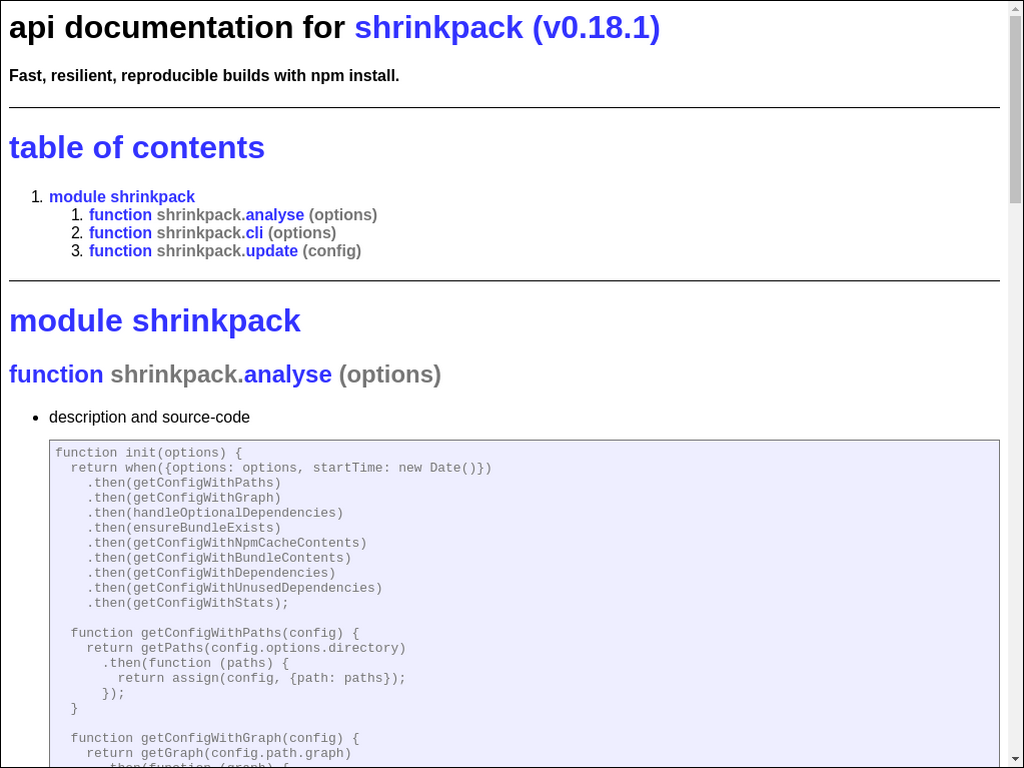 api documentation for shrinkpack (v0.18.1)
Fast, resilient, reproducible builds with npm install.
table of contents
1. module shrinkpack
1. function shrinkpack.analyse (options)
2. function shrinkpack.cli (options)
3. function shrinkpack.update (config)
module shrinkpack
function shrinkpack.analyse (options)
• description and source-code
function init(options) {
  return when({options: options, startTime: new Date()})
    .then(getConfigWithPaths)
    .then(getConfigWithGraph)
    .then(handleOptionalDependencies)
    .then(ensureBundleExists)
    .then(getConfigWithNpmCacheContents)
    .then(getConfigWithBundleContents)
    .then(getConfigWithDependencies)
    .then(getConfigWithUnusedDependencies)
    .then(getConfigWithStats);
  function getConfigWithPaths(config) {
    return getPaths(config.options.directory)
      .then(function (paths) {
        return assign(config, {path: paths});
      });
  }
  function getConfigWithGraph(config) {
    return getGraph(config.path.graph)
      .then(function (graph) {